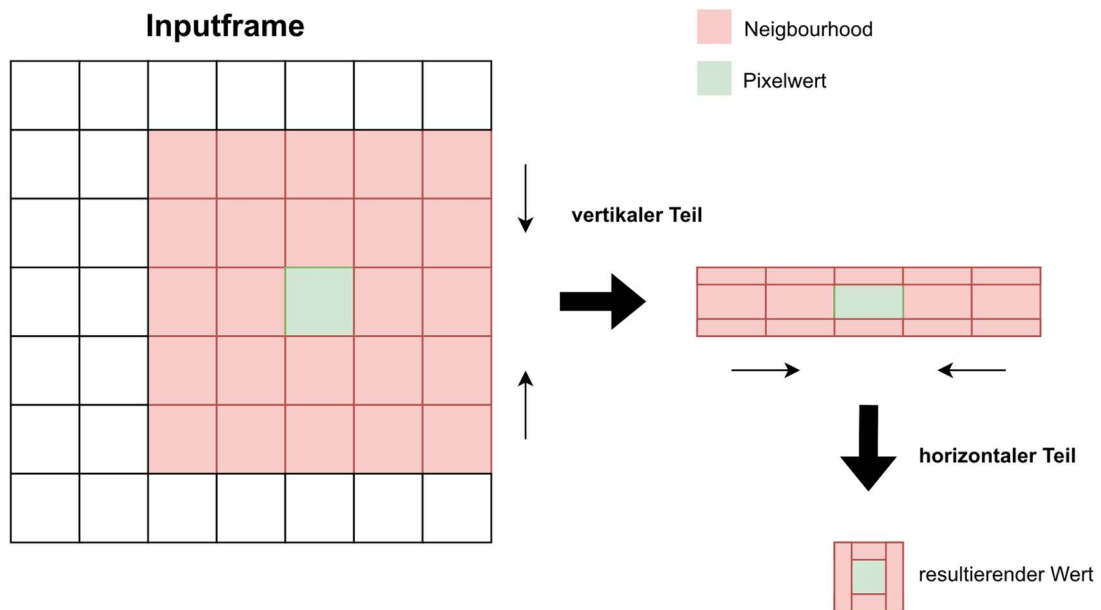 Inputframe
Neigbourhood
Pixelwert
vertikaler Teil
horizontaler Teil
resultierender Wert